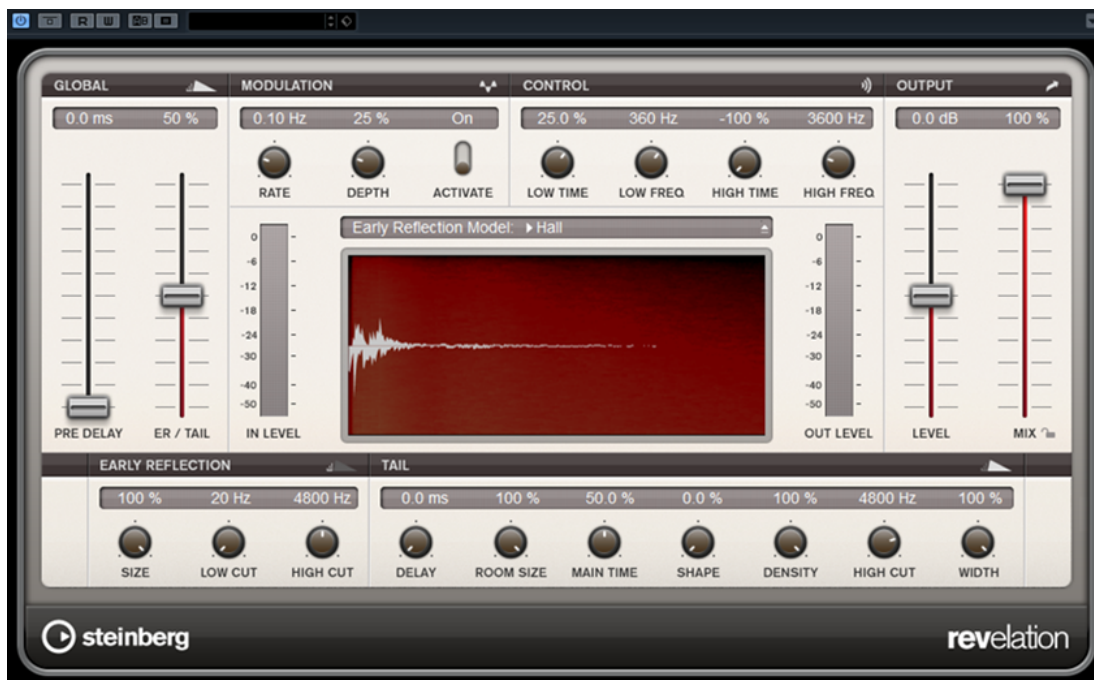 R W A B
GLOBAL MODULATION CONTROL OUTPUT
0.0 ms 50 % 0.10 Hz 25 % On 25.0 % 360 Hz -100 % 3600 Hz 0.0 dB 100 %
RATE DEPTH ACTIVATE LOW TIME LOW FREQ HIGH TIME HIGH FREQ
Early Reflection Model: Hall
0 0
-6 -6
-12 -12
-18 -18
-24 -24
-30 -30
-40 -40
-50 -50
PRE DELAY ER / TAIL IN LEVEL OUT LEVEL LEVEL MIX
EARLY REFLECTION TAIL
100 % 20 Hz 4800 Hz 0.0 ms 100 % 50.0 % 0.0 % 100 % 4800 Hz 100 %
SIZE LOW CUT HIGH CUT DELAY ROOM SIZE MAIN TIME SHAPE DENSITY HIGH CUT WIDTH
steinberg revelation